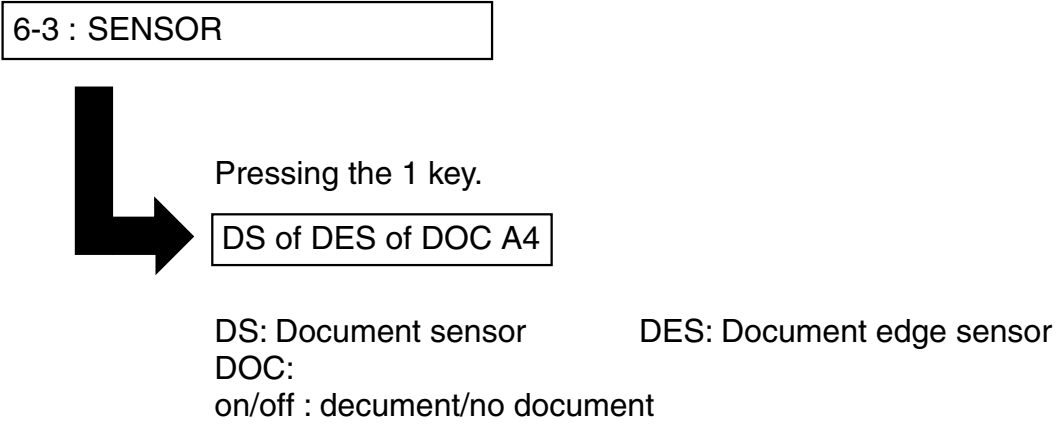 6-3 : SENSOR
Pressing the 1 key.
DS of DES of DOC A4
DS: Document sensor DES: Document edge sensor
DOC:
on/off : decument/no document